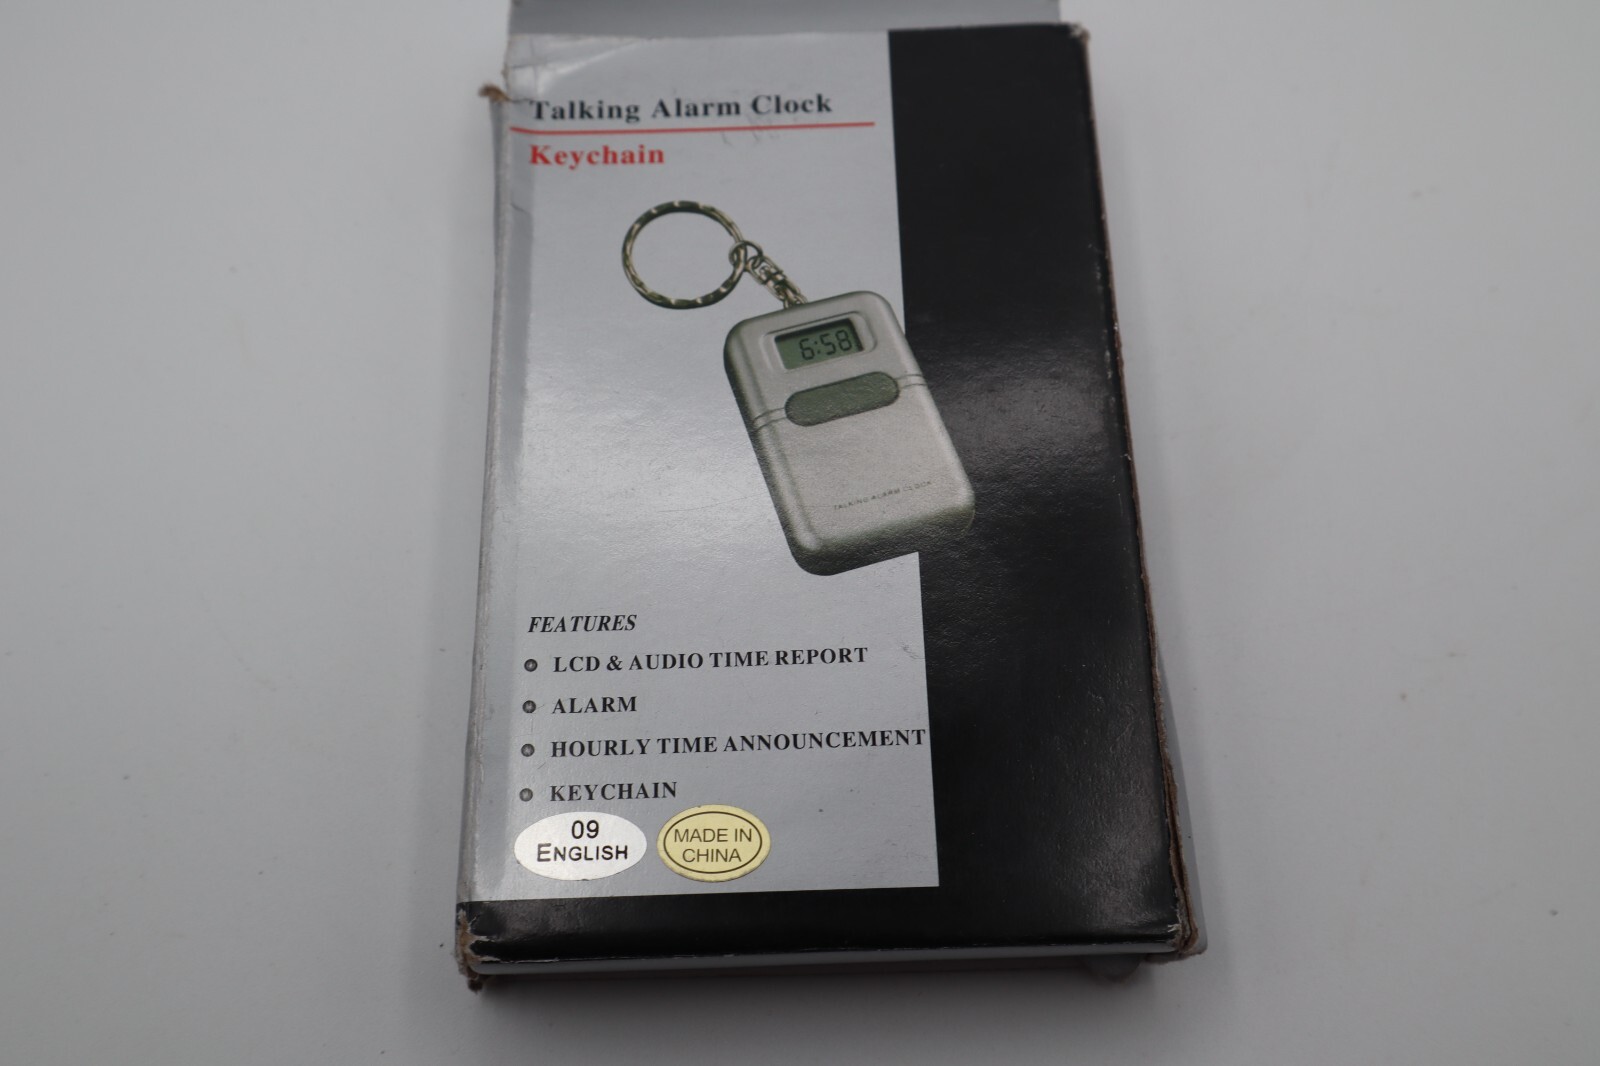 Talking Alarm Clock
Keychain
6:58
TALKING ALARM CLOCK
FEATURES
LCD & AUDIO TIME REPORT
ALARM
HOURLY TIME ANNOUNCEMENT
KEYCHAIN
09
ENGLISH
MADE IN
CHINA